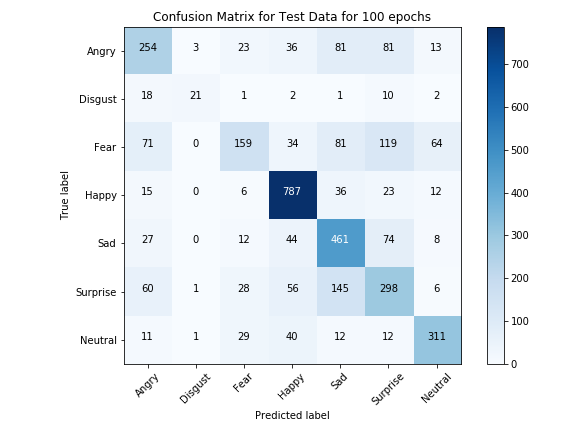 Confusion Matrix for Test Data for 100 epochs
Angry 254 3 23 36 81 81 13
Disgust 18 21 1 2 1 10 2
Fear 71 0 159 34 81 119 64
Happy 15 0 6 787 36 23 12
Sad 27 0 12 44 461 74 8
Surprise 60 1 28 56 145 298 6
Neutral 11 1 29 40 12 12 311
True label
Angry Disgust Fear Happy Sad Surprise Neutral
Predicted label
700
600
500
400
300
200
100
0